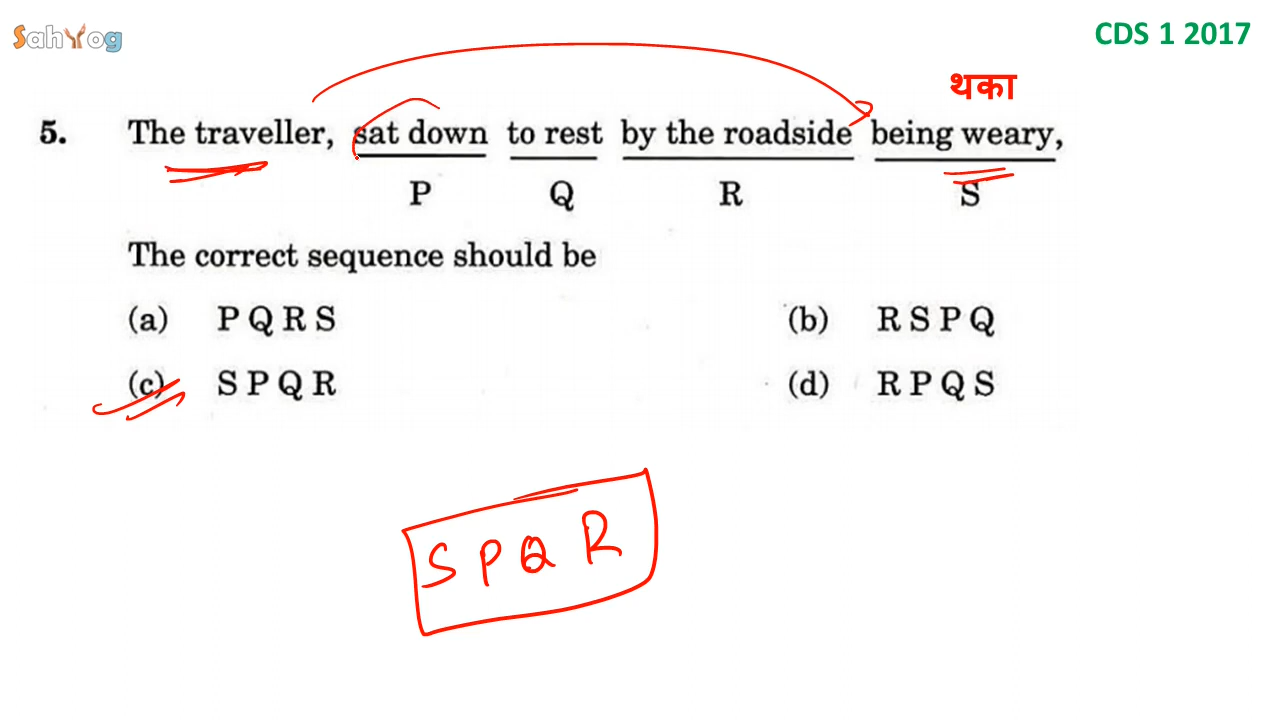 SahYog
CDS 1 2017
थका
5. The traveller, sat down to rest by the roadside being weary,
P Q R S
The correct sequence should be
(a) P Q R S (b) R S P Q
(c) S P Q R (d) R P Q S
S P Q R